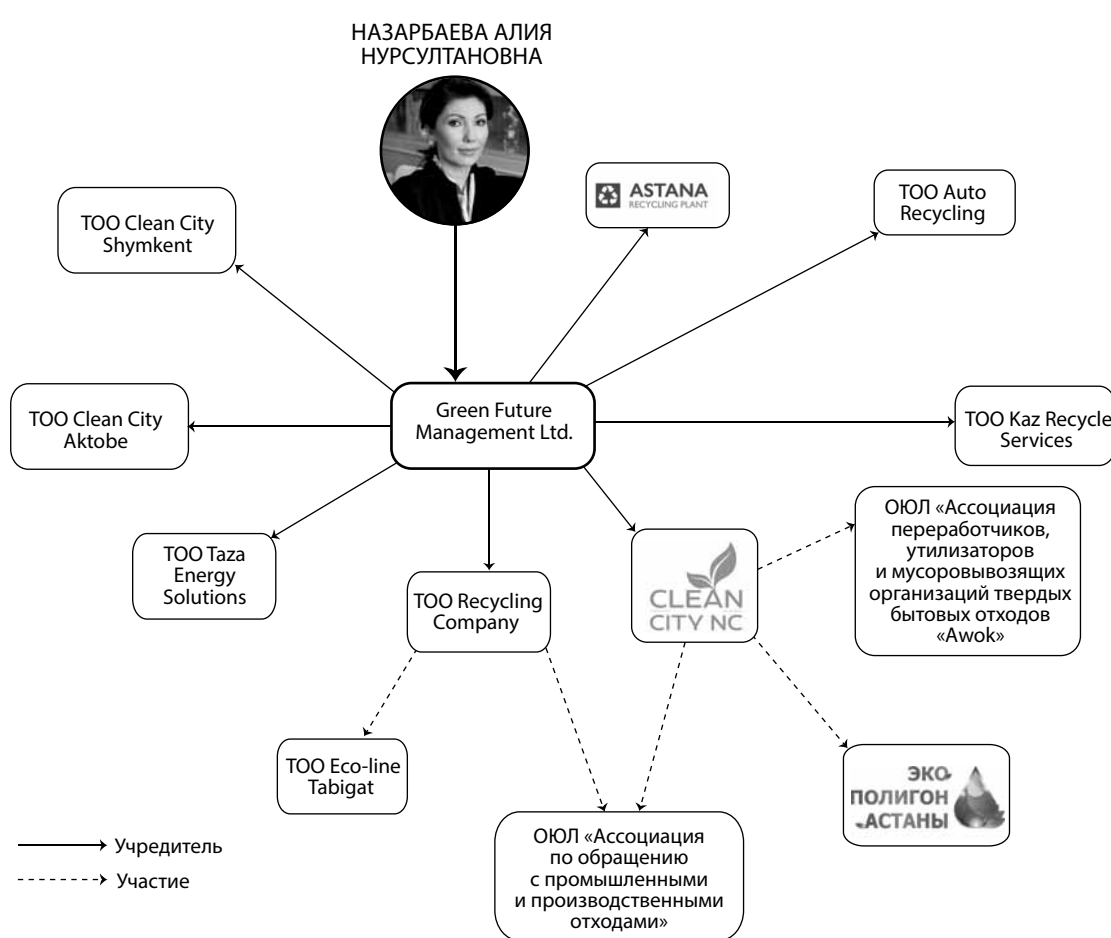 НАЗАРБАЕВА АЛИЯ
НУРСУЛТАНОВНА
ASTANA
RECYCLING PLANT
ТОО Auto
Recycling
ТОО Clean City
Shymkent
Green Future
Management Ltd.
ТОО Clean City
Aktobe
ТОО Kaz Recycle
Services
ОЮЛ «Ассоциация
переработчиков,
утилизаторов
и мусоровывозящих
организаций твердых
бытовых отходов
«Awok»
ТОО Taza
Energy
Solutions
ТОО Recycling
Company
CLEAN
CITY NC
ТОО Eco-line
Tabigat
ЭКО
ПОЛИГОН
АСТАНЫ
ОЮЛ «Ассоциация
по обращению
с промышленными
и производственными
отходами»
Учредитель
Участие